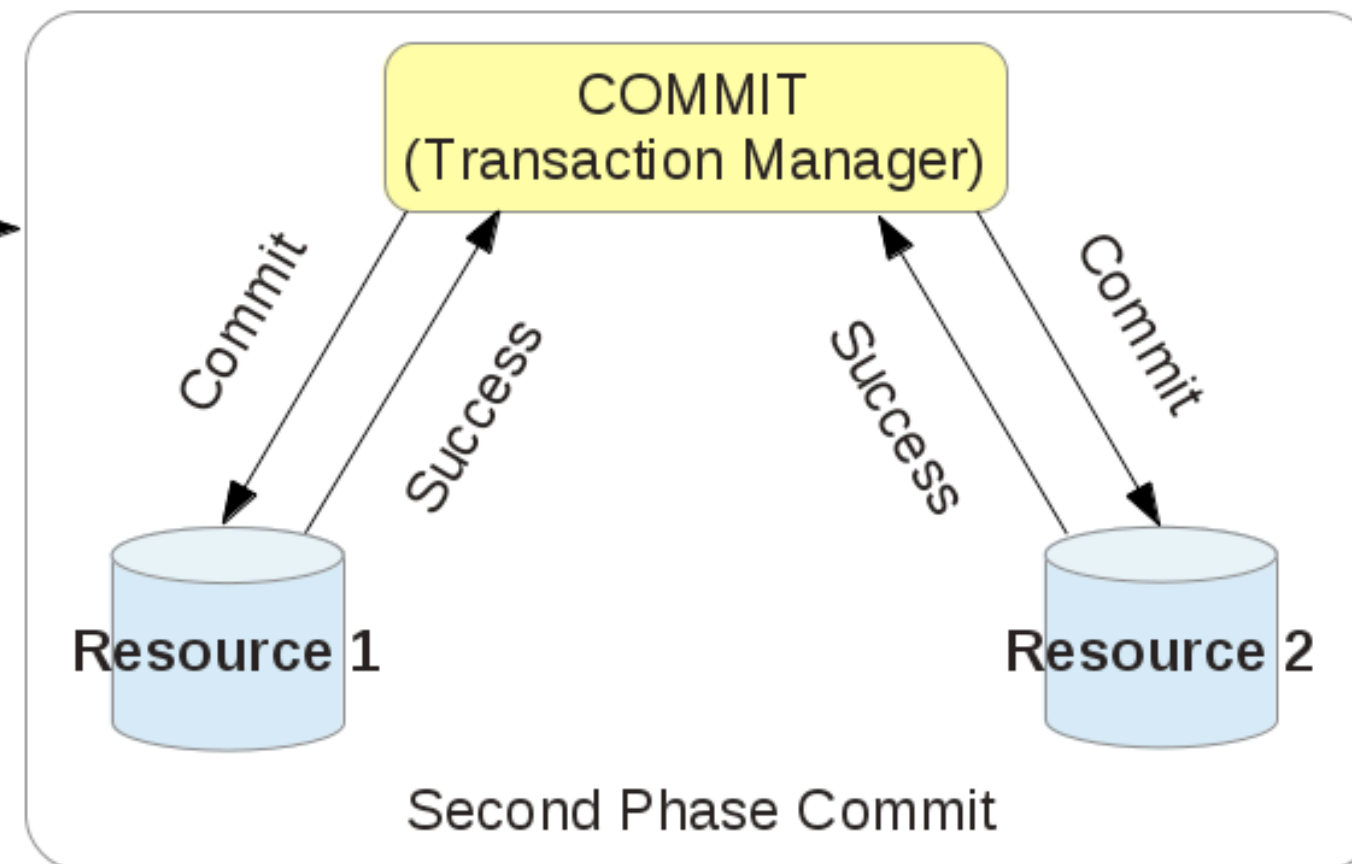 COMMIT
(Transaction Manager)
Commit
Success
Success
Commit
Resource 1
Resource 2
Second Phase Commit